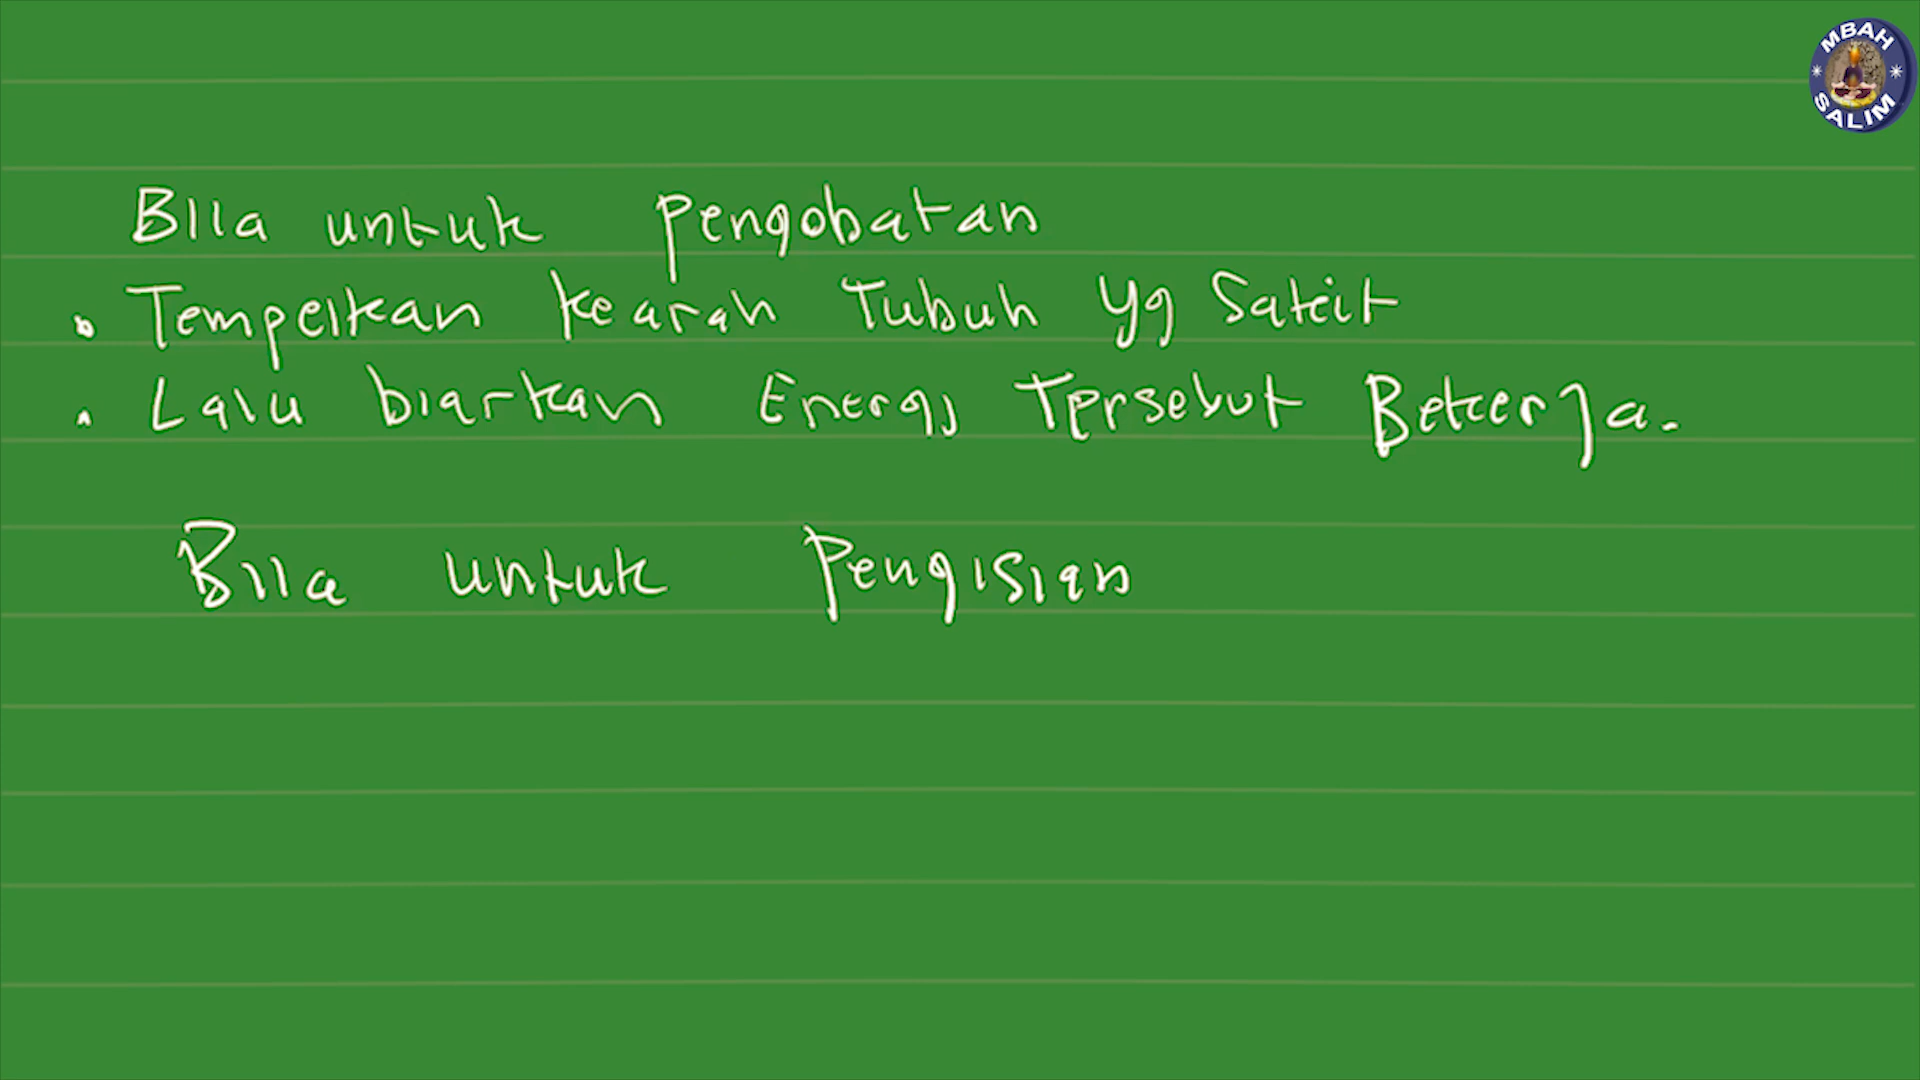 MBAH SALIM
Bila untuk pengobatan
• Tempelkan kearah Tubuh yg Sakit
• Lalu biarkan Energi Tersebut Bekerja.
Bila untuk Pengisian